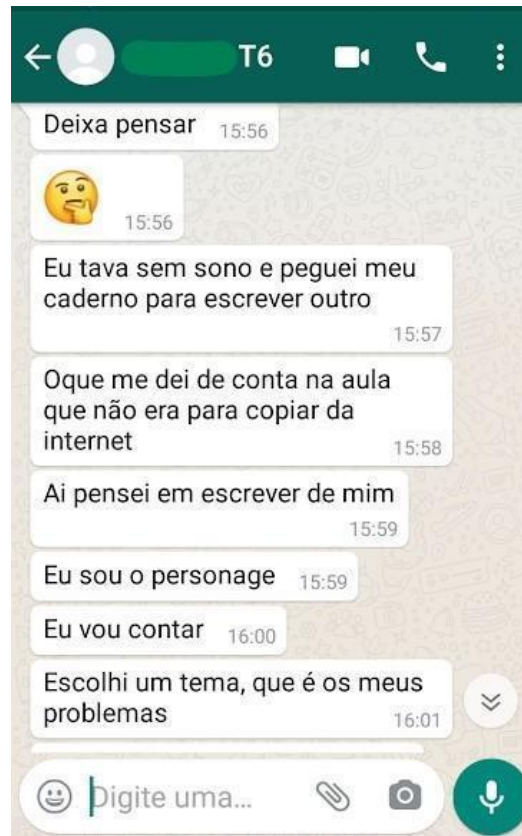 T6
Deixa pensar 15:56
15:56
Eu tava sem sono e peguei meu
caderno para escrever outro
15:57
Oque me dei de conta na aula
que não era para copiar da
internet 15:58
Ai pensei em escrever de mim
15:59
Eu sou o personage 15:59
Eu vou contar 16:00
Escolhi um tema, que é os meus
problemas 16:01
Digite uma...